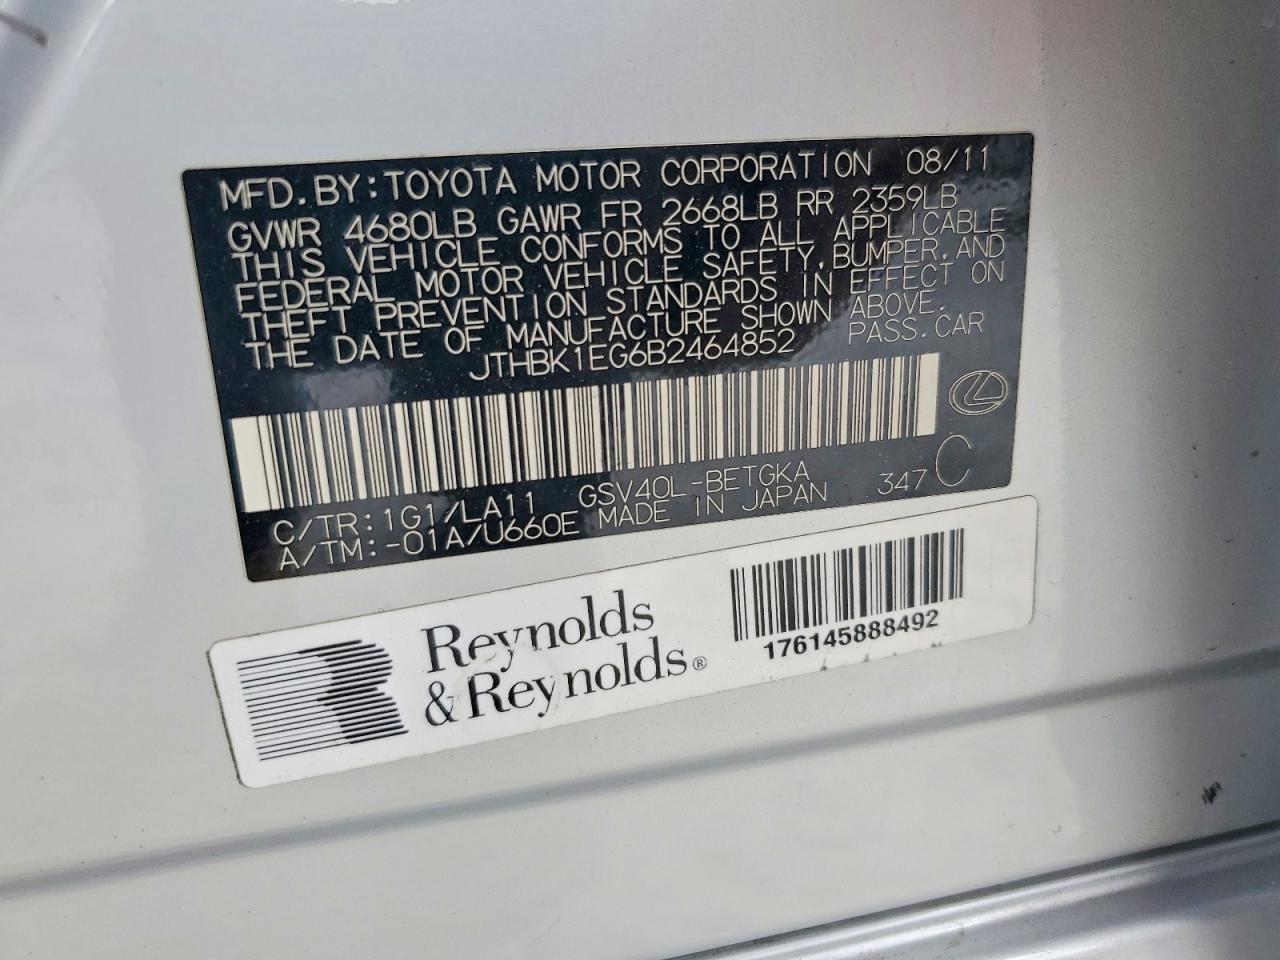 MFD. BY: TOYOTA MOTOR CORPORATION 08/11
GVWR 4680LB GAWR FR 2668LB RR 2359LB
THIS VEHICLE CONFORMS TO ALL APPLICABLE
FEDERAL MOTOR VEHICLE SAFETY, BUMPER, AND
THEFT PREVENTION STANDARDS IN EFFECT ON
THE DATE OF MANUFACTURE SHOWN ABOVE.
JTHBK1EG6B2464852 PASS. CAR
C/TR: 1G1/LA11 GSV40L-BETGKA 347 C
A/TM: -01A/U660E MADE IN JAPAN
Reynolds
& Reynolds®
176145888492